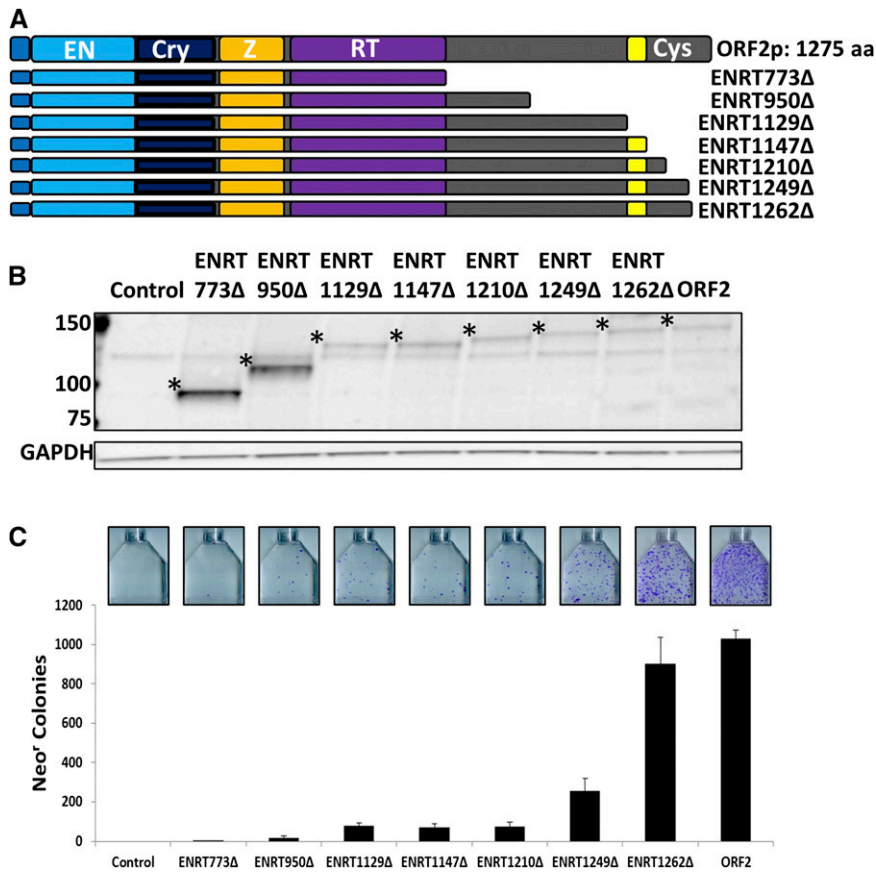 A
EN Cry Z RT Cys ORF2p: 1275 aa
ENRT773Δ
ENRT950Δ
ENRT1129Δ
ENRT1147Δ
ENRT1210Δ
ENRT1249Δ
ENRT1262Δ
B
ENRT ENRT ENRT ENRT ENRT ENRT ENRT
Control 773Δ 950Δ 1129Δ 1147Δ 1210Δ 1249Δ 1262Δ ORF2
150
* * * * * * * *
100
75
GAPDH
C
Neoʳ Colonies
1200
1000
800
600
400
200
0
Control ENRT773Δ ENRT950Δ ENRT1129Δ ENRT1147Δ ENRT1210Δ ENRT1249Δ ENRT1262Δ ORF2